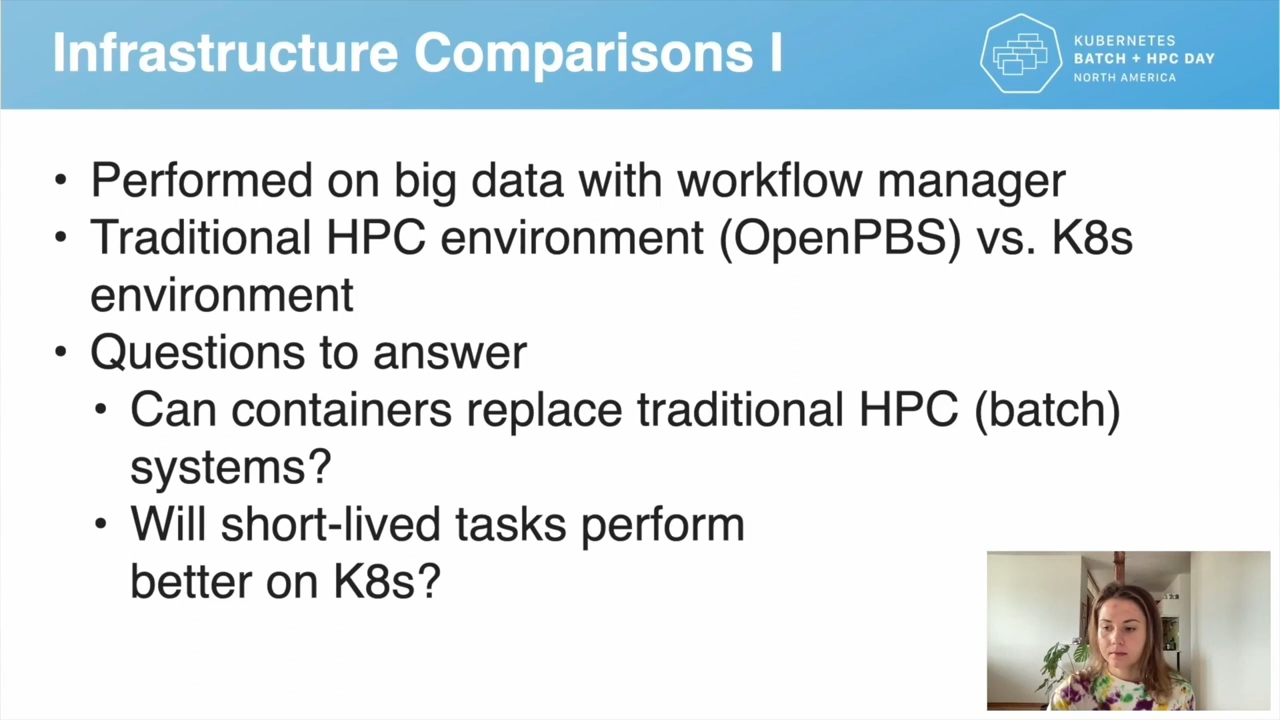 Infrastructure Comparisons I
KUBERNETES
BATCH + HPC DAY
NORTH AMERICA
• Performed on big data with workflow manager
• Traditional HPC environment (OpenPBS) vs. K8s
environment
• Questions to answer
• Can containers replace traditional HPC (batch)
systems?
• Will short-lived tasks perform
better on K8s?